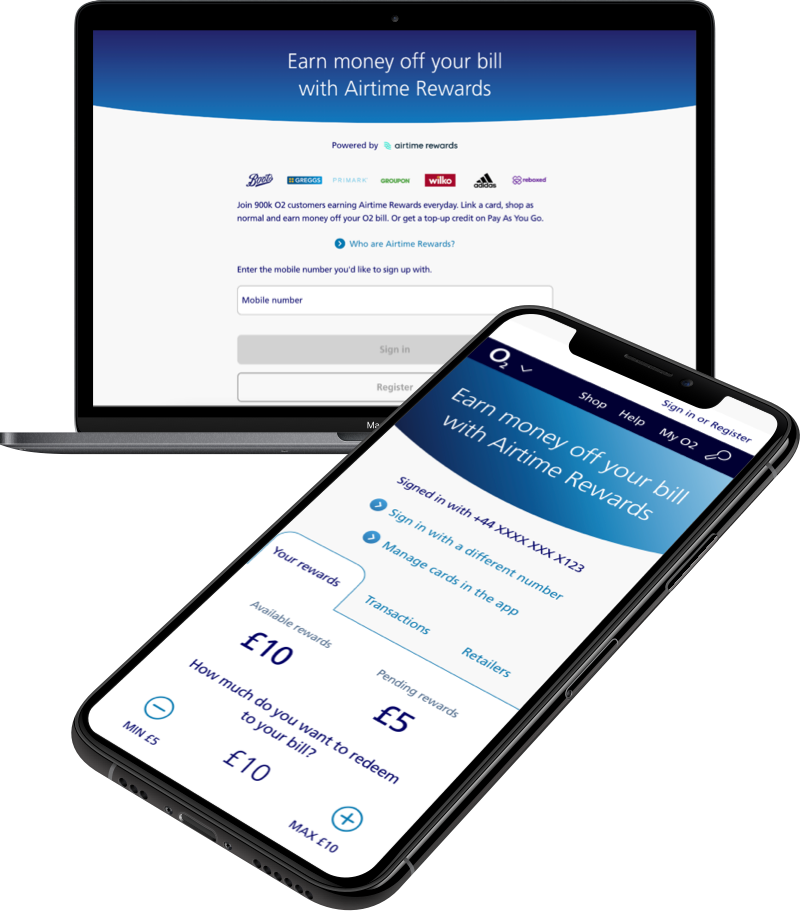 Earn money off your bill
with Airtime Rewards
Powered by airtime rewards
Boots GREGGS PRIMARK GROUPON wilko adidas reboxed
Join 900k O2 customers earning Airtime Rewards everyday. Link a card, shop as
normal and earn money off your O2 bill. Or get a top-up credit on Pay As You Go.
Who are Airtime Rewards?
Enter the mobile number you'd like to sign up with.
Mobile number
Sign in
Register
Ma
Sign in or Register
O2 Shop Help My O2
Earn money off your bill
with Airtime Rewards
Signed in with +44 XXXX XXX X123
Sign in with a different number
Manage cards in the app
Your rewards Transactions Retailers
Available rewards Pending rewards
£10 £5
How much do you want to redeem
to your bill?
£10
MIN £5 MAX £10